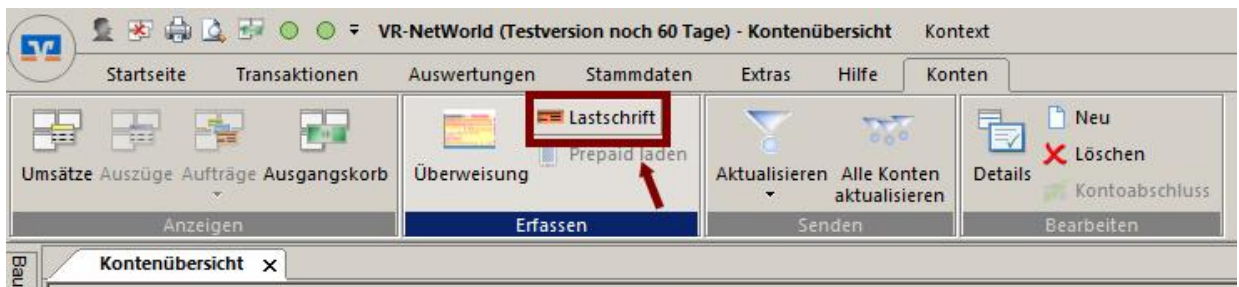 VR-NetWorld (Testversion noch 60 Tage) - Kontenübersicht Kontext
Startseite Transaktionen Auswertungen Stammdaten Extras Hilfe Konten
Umsätze Auszüge Aufträge Ausgangskorb
Anzeigen
Überweisung
Lastschrift
Prepaid laden
Erfassen
Aktualisieren
Alle Konten
aktualisieren
Senden
Details
Neu
Löschen
Kontoabschluss
Bearbeiten
Bau
Kontenübersicht x